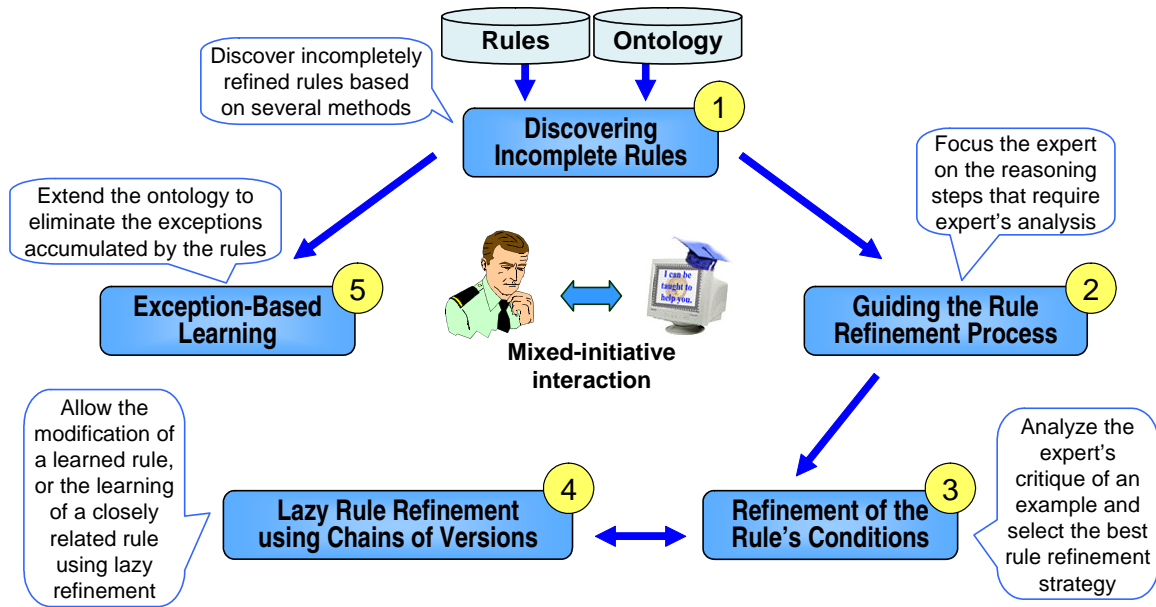 Rules
Ontology
Discover incompletely
refined rules based
on several methods
1
Discovering
Incomplete Rules
Focus the expert
on the reasoning
steps that require
expert's analysis
Extend the ontology to
eliminate the exceptions
accumulated by the rules
5
Exception-Based
Learning
I can be
taught to
help you.
Mixed-initiative
interaction
2
Guiding the Rule
Refinement Process
Allow the
modification of
a learned rule,
or the learning
of a closely
related rule
using lazy
refinement
4
Lazy Rule Refinement
using Chains of Versions
3
Refinement of the
Rule's Conditions
Analyze the
expert's
critique of an
example and
select the best
rule refinement
strategy